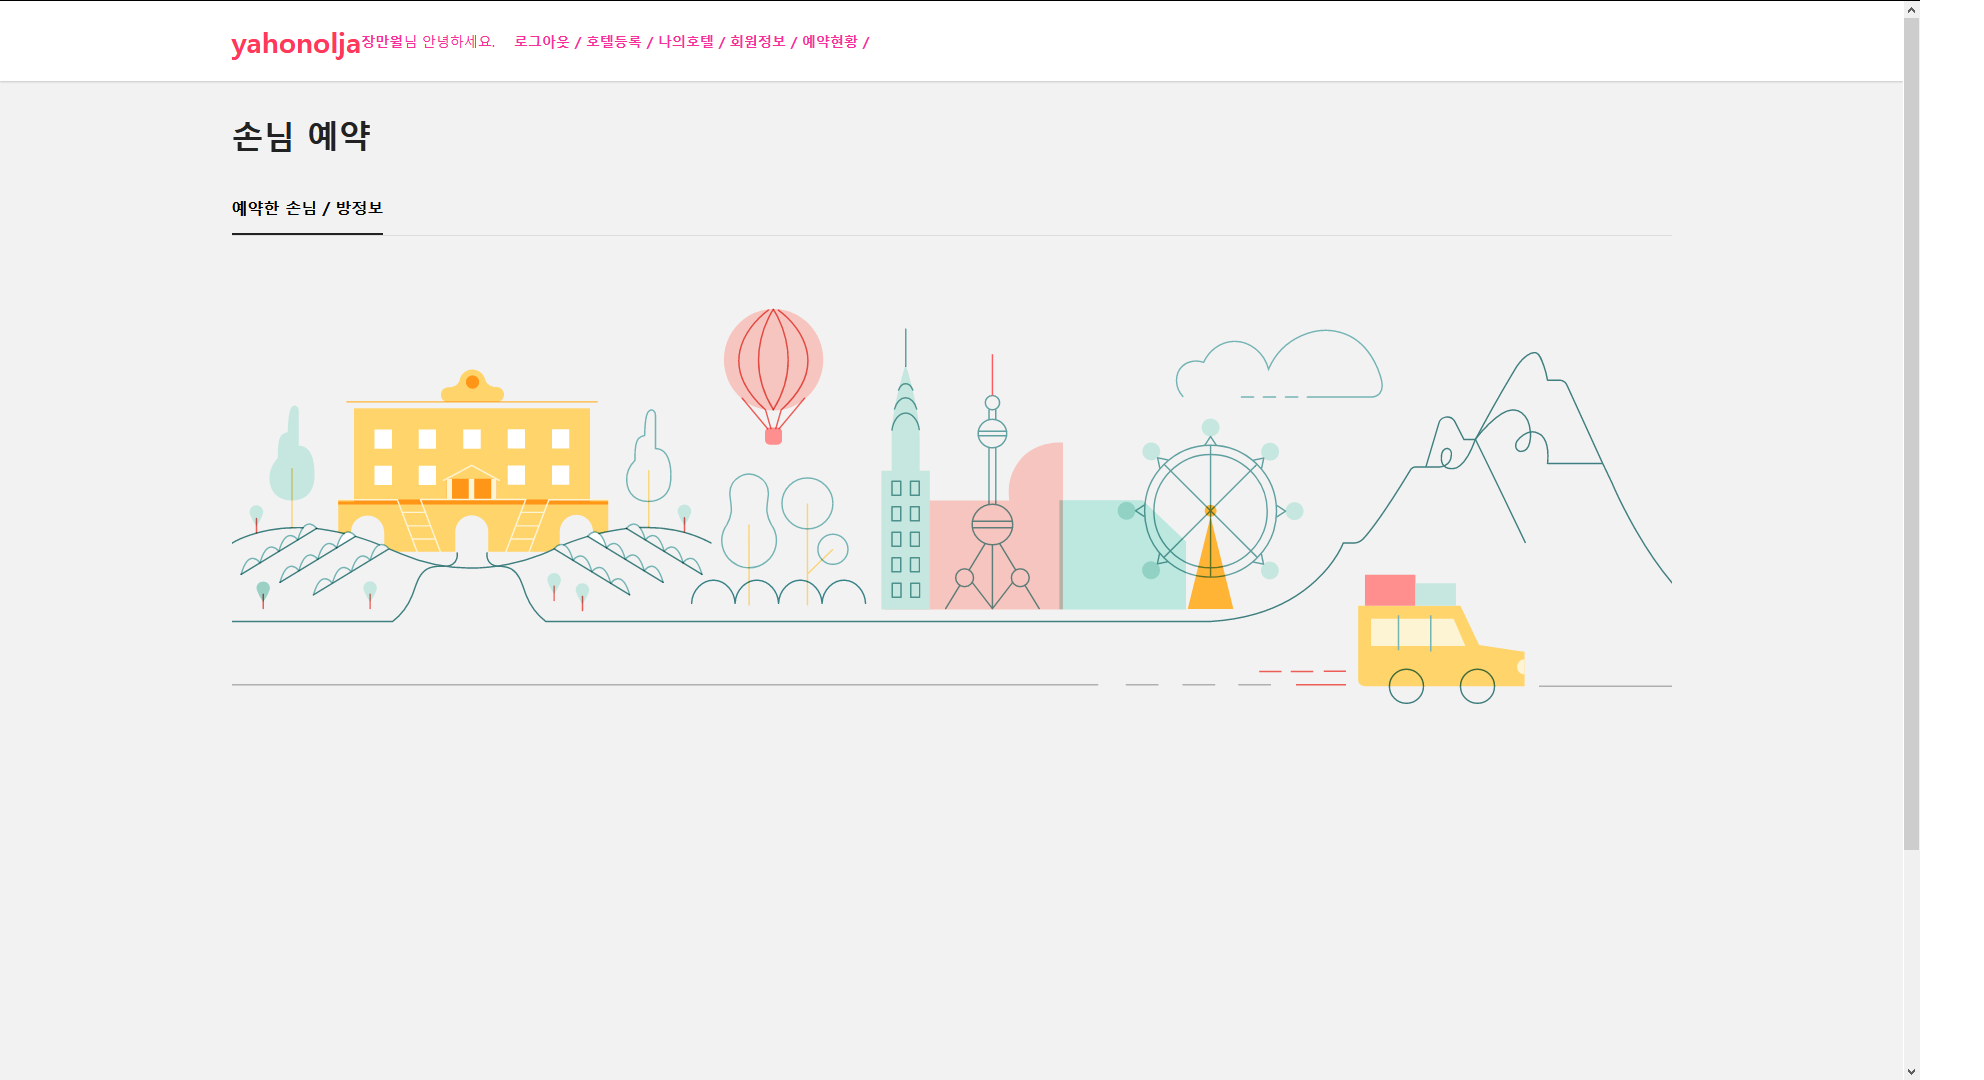 yahonolja장만월님 안녕하세요. 로그아웃 / 호텔등록 / 나의호텔 / 회원정보 / 예약현황 /
손님 예약
예약한 손님 / 방정보